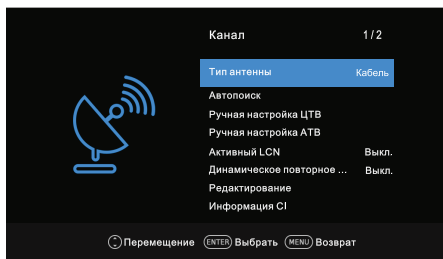 Канал 1/2
Тип антенны Кабель
Автопоиск
Ручная настройка ЦТВ
Ручная настройка АТВ
Активный LCN Выкл.
Динамическое повторное ... Выкл.
Редактирование
Информация CI
Перемещение ENTER Выбрать MENU Возврат